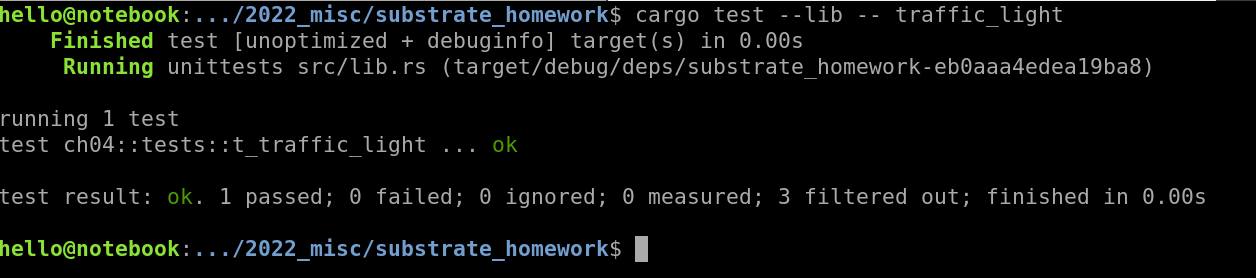 hello@notebook:.../2022_misc/substrate_homework$ cargo test --lib -- traffic_light
Finished test [unoptimized + debuginfo] target(s) in 0.00s
Running unittests src/lib.rs (target/debug/deps/substrate_homework-eb0aaa4edea19ba8)
running 1 test
test ch04::tests::t_traffic_light ... ok
test result: ok. 1 passed; 0 failed; 0 ignored; 0 measured; 3 filtered out; finished in 0.00s
hello@notebook:.../2022_misc/substrate_homework$